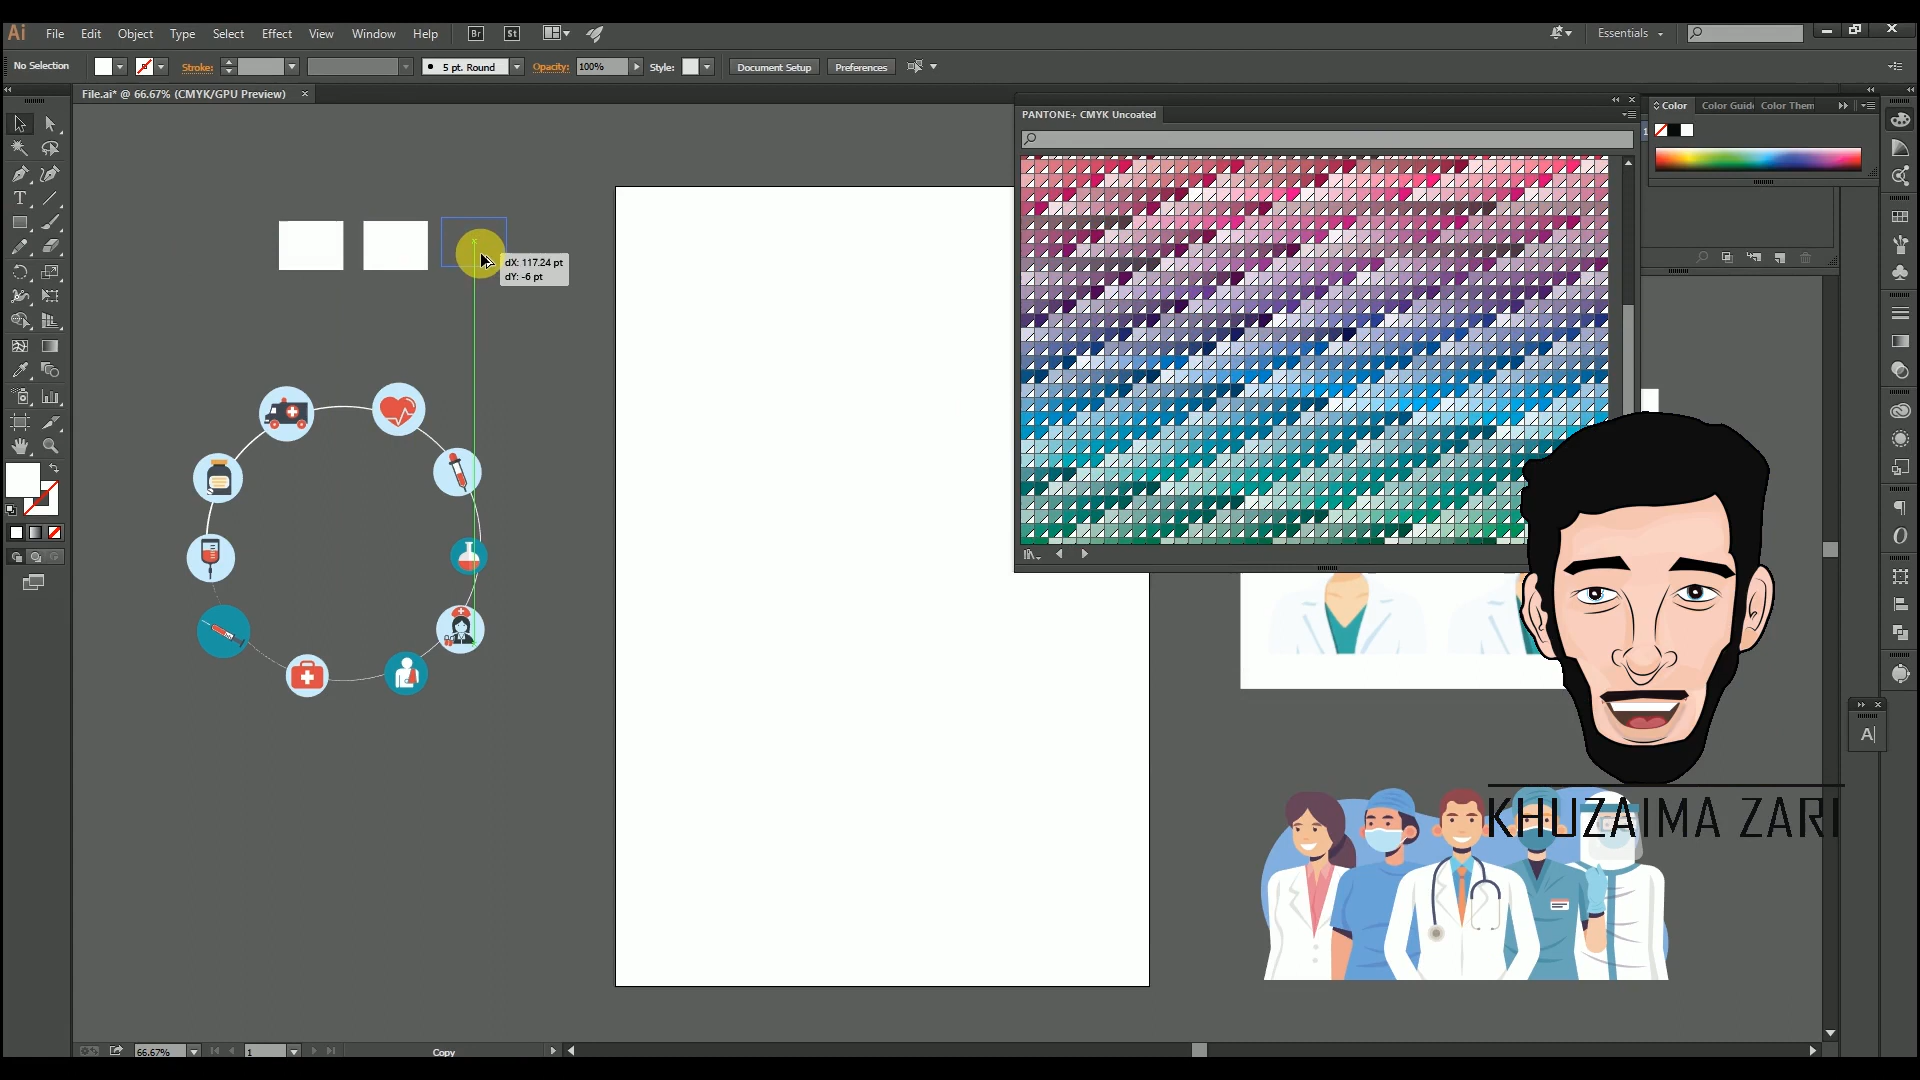 Ai File Edit Object Type Select Effect View Window Help Br St Essentials
No Selection Stroke: 5 pt. Round Opacity: 100% Style: Document Setup Preferences
File.ai* @ 66.67% (CMYK/GPU Preview) ×
Color Color Guide Color Them
PANTONE+ CMYK Uncoated
dX: 117.24 pt
dY: -6 pt
KHUZAIMA ZARI
66.67% 1 Copy